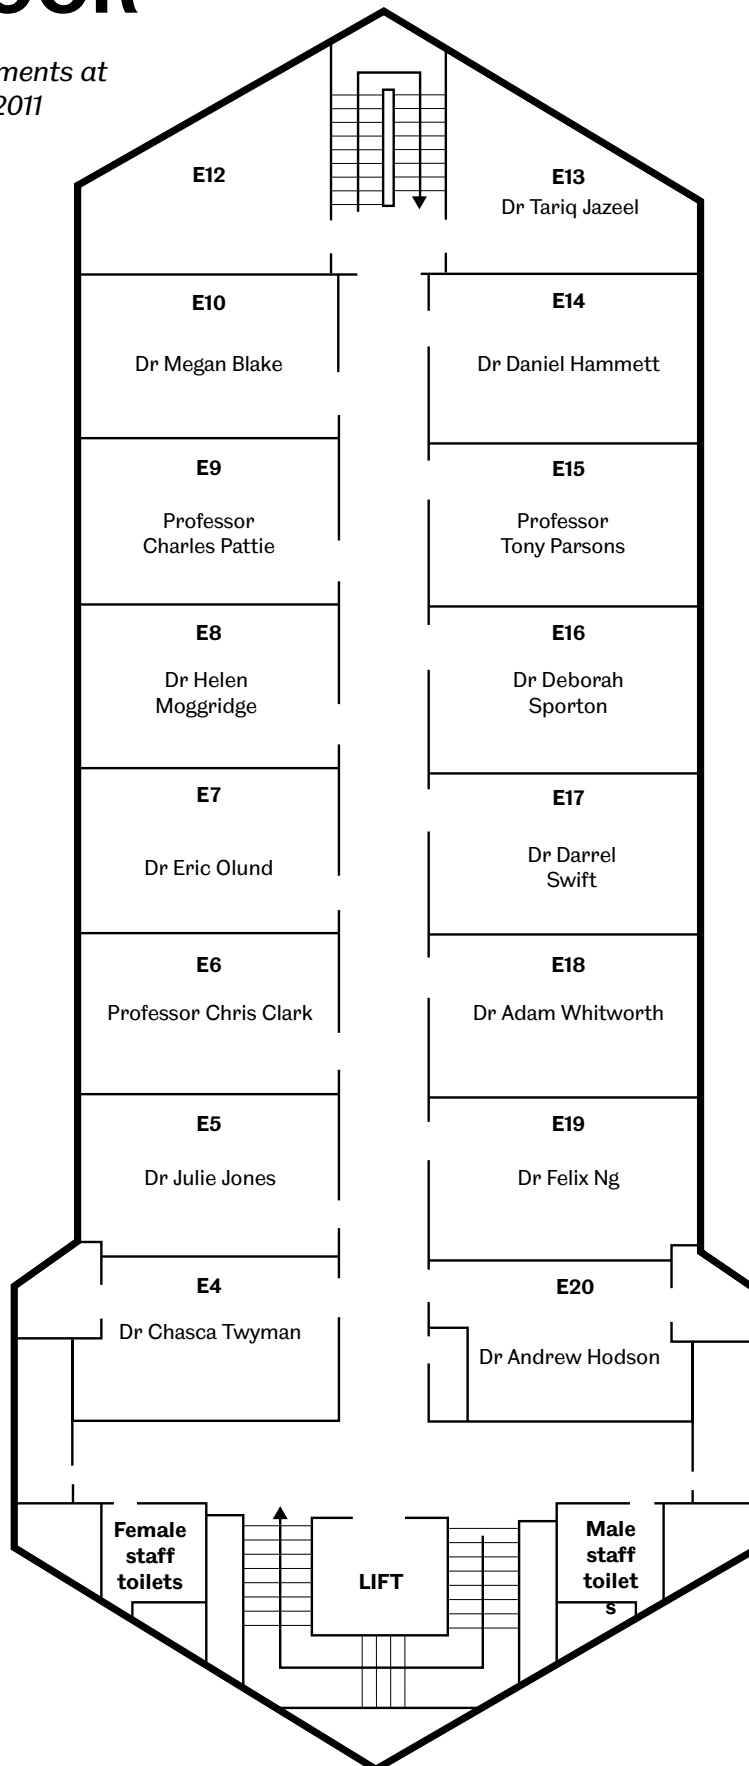 ments at
2011
E12
E13
Dr Tariq Jazeel
E10
Dr Megan Blake
E14
Dr Daniel Hammett
E9
Professor
Charles Pattie
E15
Professor
Tony Parsons
E8
Dr Helen
Moggridge
E16
Dr Deborah
Sporton
E7
Dr Eric Olund
E17
Dr Darrel
Swift
E6
Professor Chris Clark
E18
Dr Adam Whitworth
E5
Dr Julie Jones
E19
Dr Felix Ng
E4
Dr Chasca Twyman
E20
Dr Andrew Hodson
Female
staff
toilets
LIFT
Male
staff
toilet
s